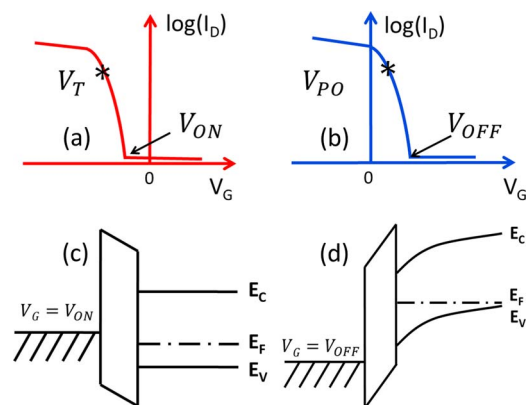 log(I_D)
V_T
(a)
V_ON
0
V_G
log(I_D)
V_PO
(b)
V_OFF
0
V_G
(c)
E_C
V_G = V_ON
E_F
E_V
(d)
E_C
E_F
E_V
V_G = V_OFF